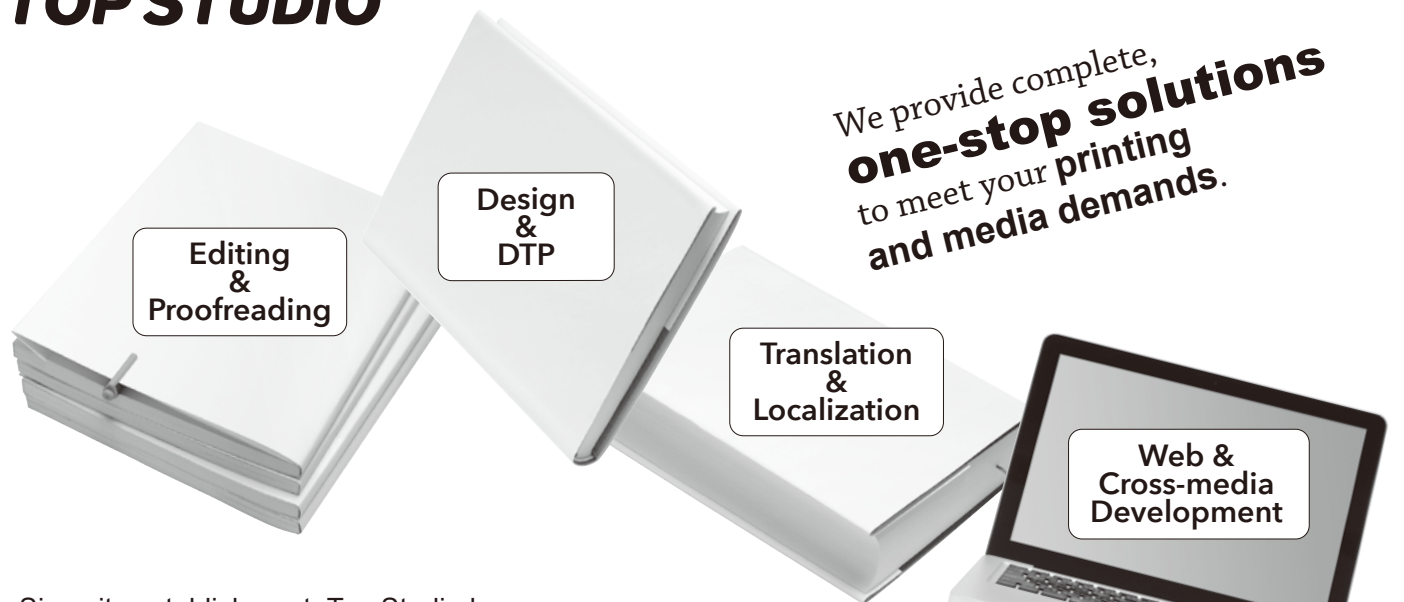 TOP STUDIO
We provide complete,
one-stop solutions
to meet your printing
and media demands.
Editing
&
Proofreading
Design
&
DTP
Translation
&
Localization
Web &
Cross-media
Development